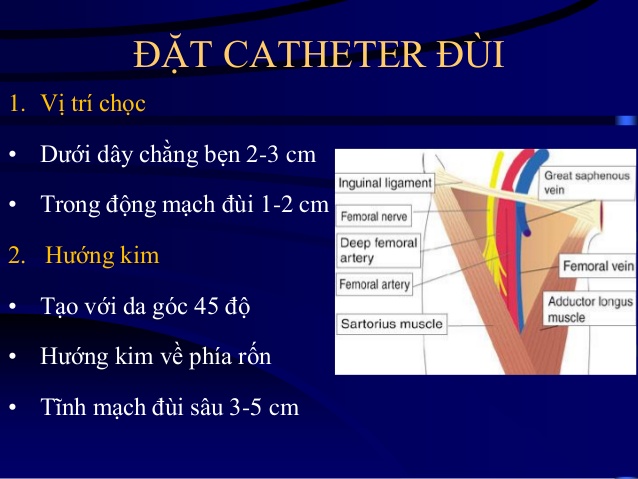 ĐẶT CATHETER ĐÙI
1. Vị trí chọc
• Dưới dây chằng bẹn 2-3 cm
• Trong động mạch đùi 1-2 cm
2. Hướng kim
• Tạo với da góc 45 độ
• Hướng kim về phía rốn
• Tĩnh mạch đùi sâu 3-5 cm
Inguinal ligament
Femoral nerve
Deep femoral
artery
Femoral artery
Sartorius muscle
Great saphenous
vein
Femoral vein
Adductor longus
muscle